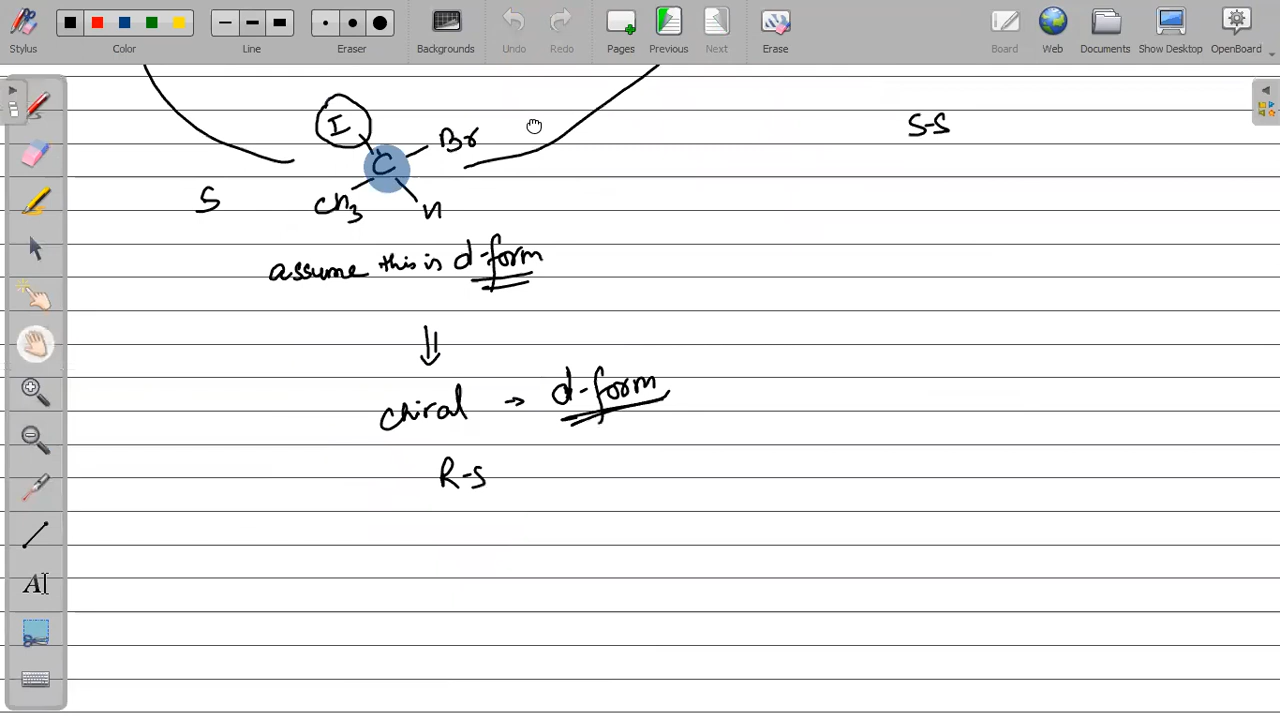 Stylus Color Line Eraser Backgrounds Undo Redo Pages Previous Next Erase Board Web Documents Show Desktop OpenBoard
I
Br
S-S
C
S
CH3
H
assume this is d-form
chiral → d-form
R-S
A